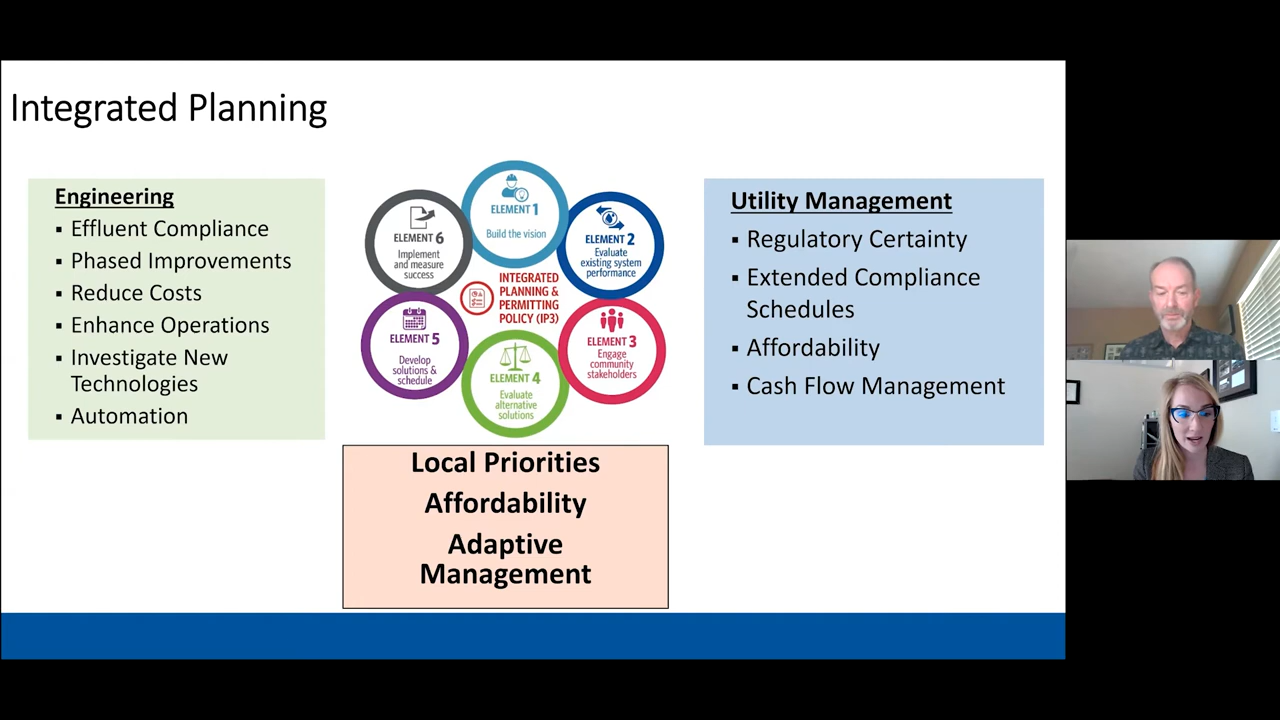 Integrated Planning
Engineering
▪ Effluent Compliance
▪ Phased Improvements
▪ Reduce Costs
▪ Enhance Operations
▪ Investigate New
Technologies
▪ Automation
ELEMENT 1
Build the vision
ELEMENT 2
Evaluate
existing system
performance
ELEMENT 3
Engage
community
stakeholders
ELEMENT 4
Evaluate
alternative
solutions
ELEMENT 5
Develop
solutions &
schedule
ELEMENT 6
Implement
and measure
success
INTEGRATED
PLANNING &
PERMITTING
POLICY (IP3)
Local Priorities
Affordability
Adaptive
Management
Utility Management
▪ Regulatory Certainty
▪ Extended Compliance
Schedules
▪ Affordability
▪ Cash Flow Management